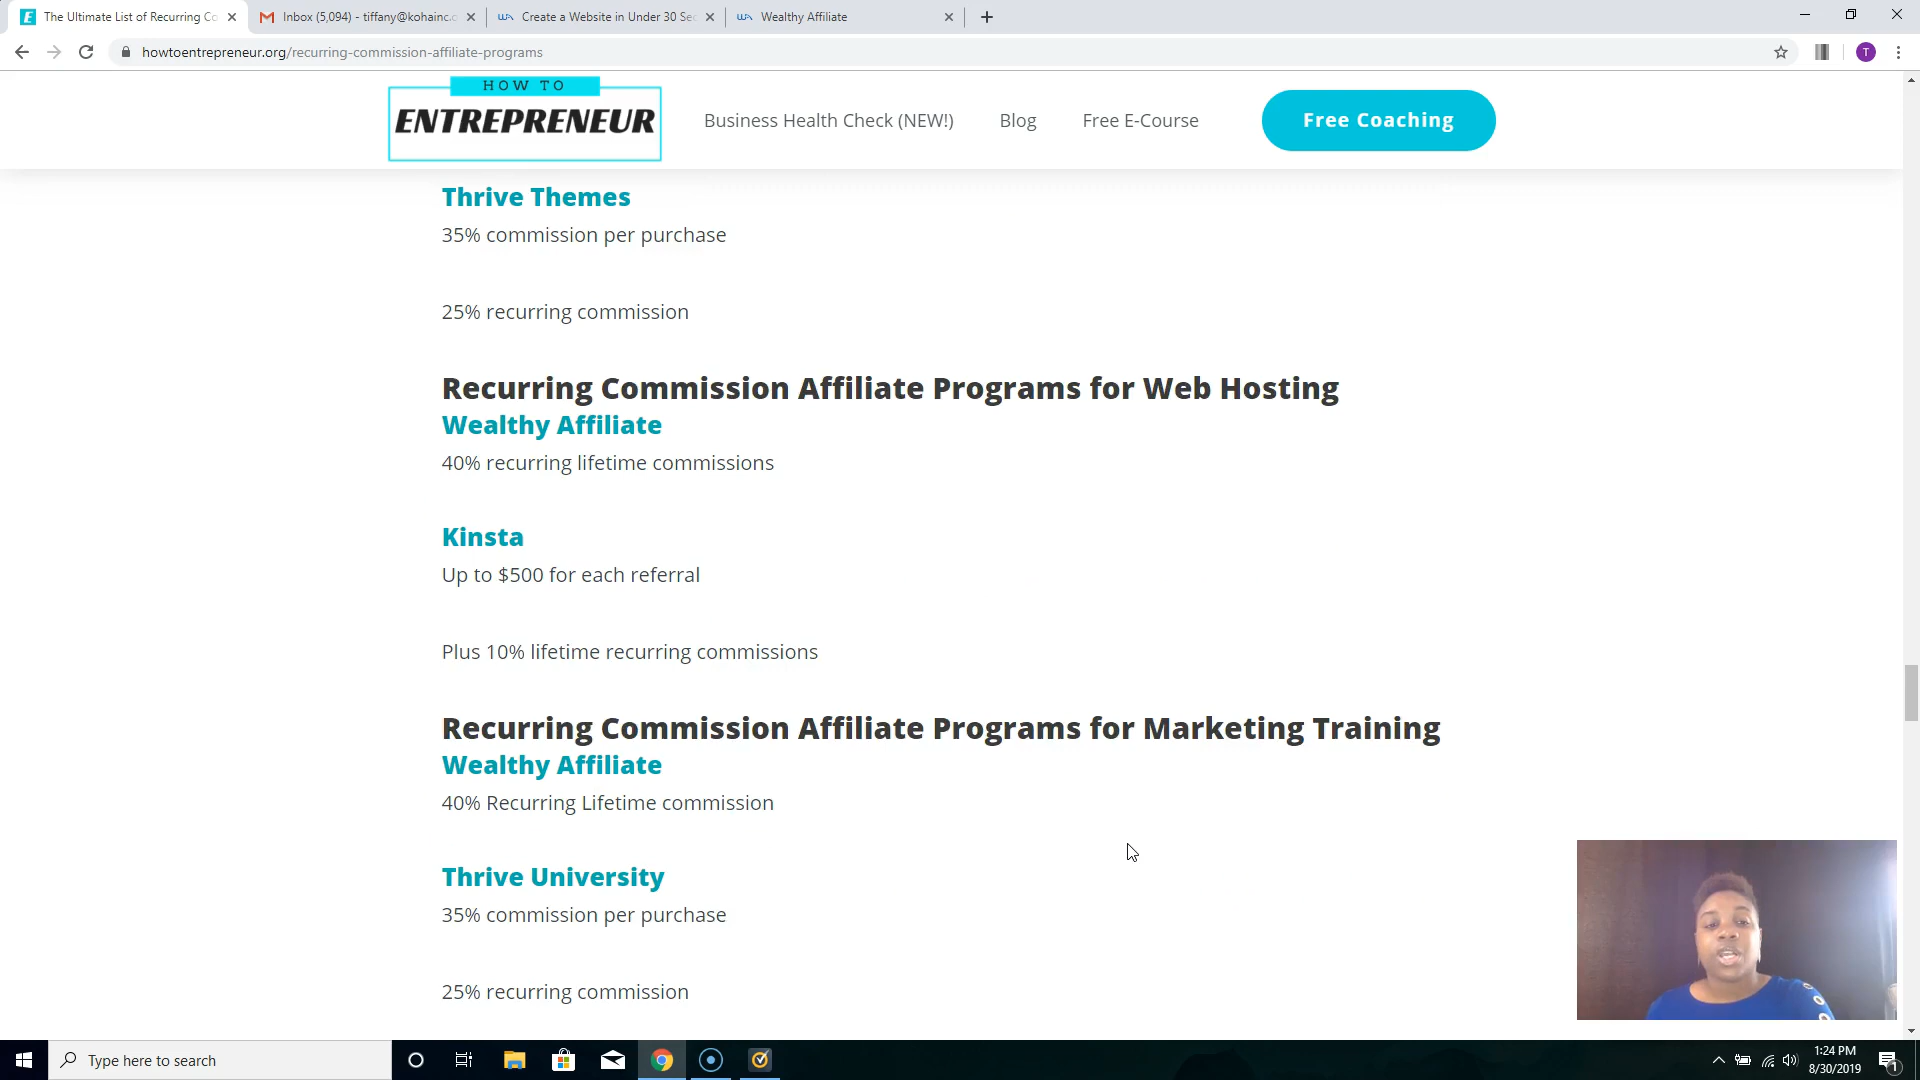 The Ultimate List of Recurring Co
Inbox (5,094) - tiffany@kohainc.c
Create a Website in Under 30 Sec
Wealthy Affiliate
howtoentrepreneur.org/recurring-commission-affiliate-programs
T
HOW TO
ENTREPRENEUR
Business Health Check (NEW!)
Blog
Free E-Course
Free Coaching
Thrive Themes
35% commission per purchase
25% recurring commission
Recurring Commission Affiliate Programs for Web Hosting
Wealthy Affiliate
40% recurring lifetime commissions
Kinsta
Up to $500 for each referral
Plus 10% lifetime recurring commissions
Recurring Commission Affiliate Programs for Marketing Training
Wealthy Affiliate
40% Recurring Lifetime commission
Thrive University
35% commission per purchase
25% recurring commission
Type here to search
1:24 PM
8/30/2019
1